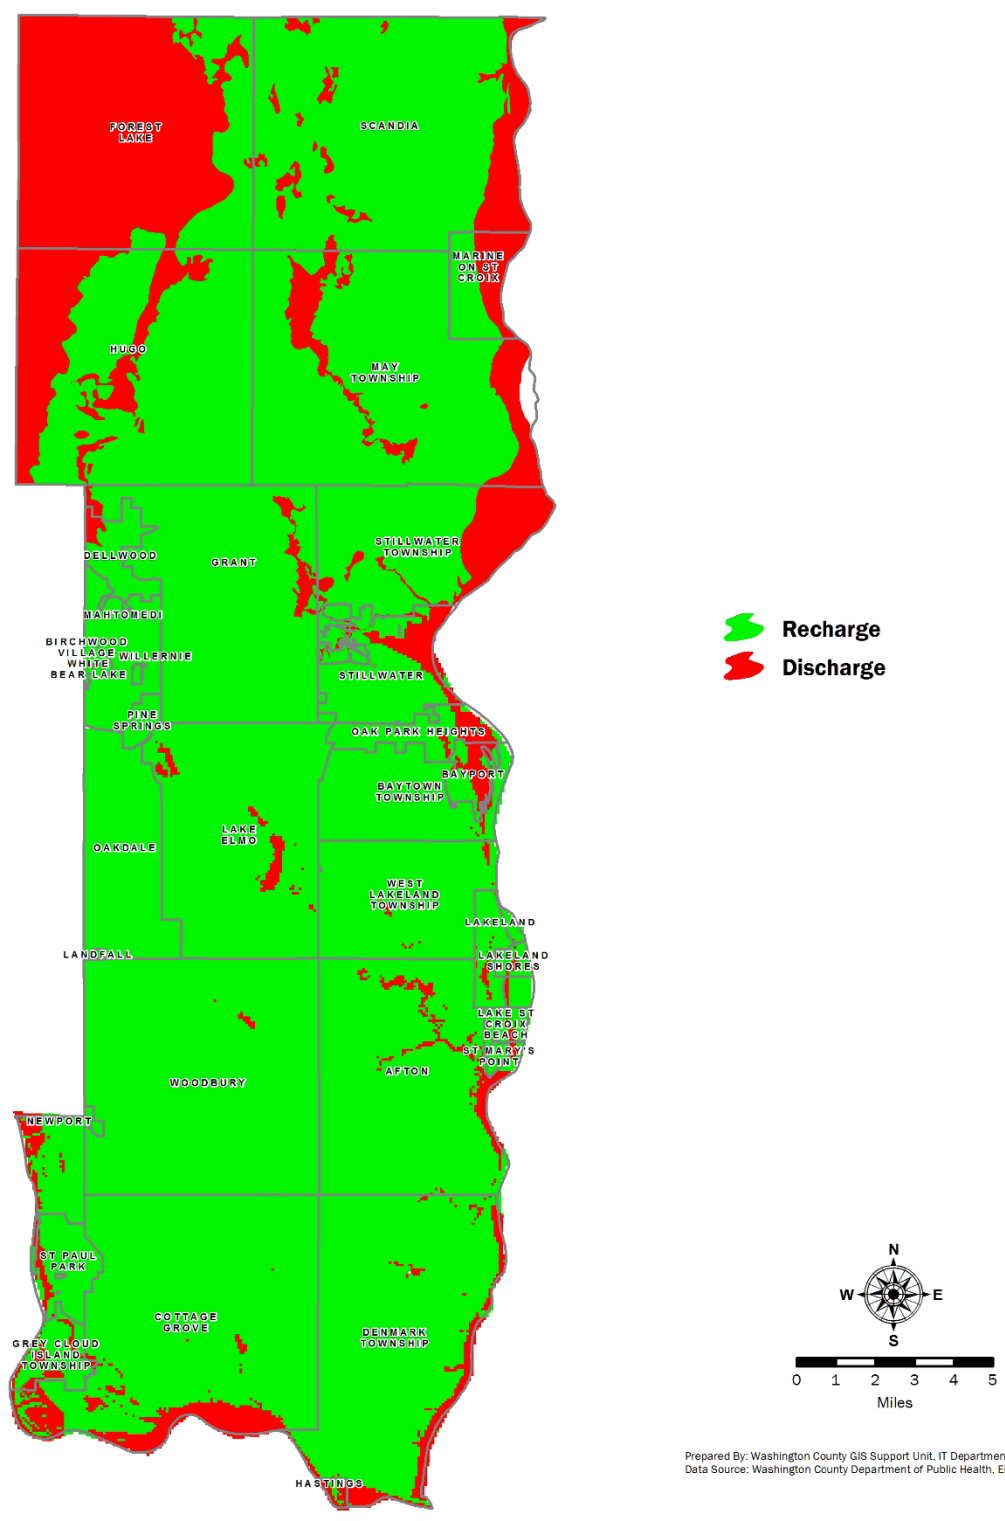 FOREST
LAKE
SCANDIA
MARINE
ON ST
CROIX
HUGO
MAY
TOWNSHIP
STILLWATER
TOWNSHIP
DELLWOOD
GRANT
MAHTOMEDI
BIRCHWOOD
VILLAGE
WHITE
BEAR LAKE
WILLERNIE
STILLWATER
PINE
SPRINGS
OAK PARK HEIGHTS
BAYPORT
BAYTOWN
TOWNSHIP
LAKE
ELMO
OAKDALE
WEST
LAKELAND
TOWNSHIP
LAKELAND
LANDFALL
LAKELAND
SHORES
LAKE ST
CROIX
BEACH
ST MARY'S
POINT
AFTON
WOODBURY
NEWPORT
ST PAUL
PARK
COTTAGE
GROVE
DENMARK
TOWNSHIP
GREY CLOUD
ISLAND
TOWNSHIP
HASTINGS
Recharge
Discharge
N
W E
S
0 1 2 3 4 5
Miles
Prepared By: Washington County GIS Support Unit, IT Departmen
Data Source: Washington County Department of Public Health, E